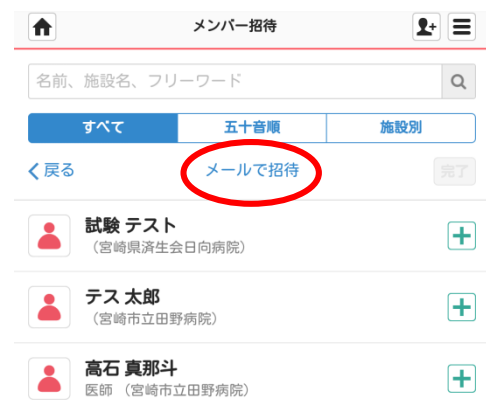 メンバー招待
名前、施設名、フリーワード
すべて 五十音順 施設別
戻る メールで招待 完了
試験 テスト
（宮崎県済生会日向病院）
テス 太郎
（宮崎市立田野病院）
高石 真那斗
医師 （宮崎市立田野病院）